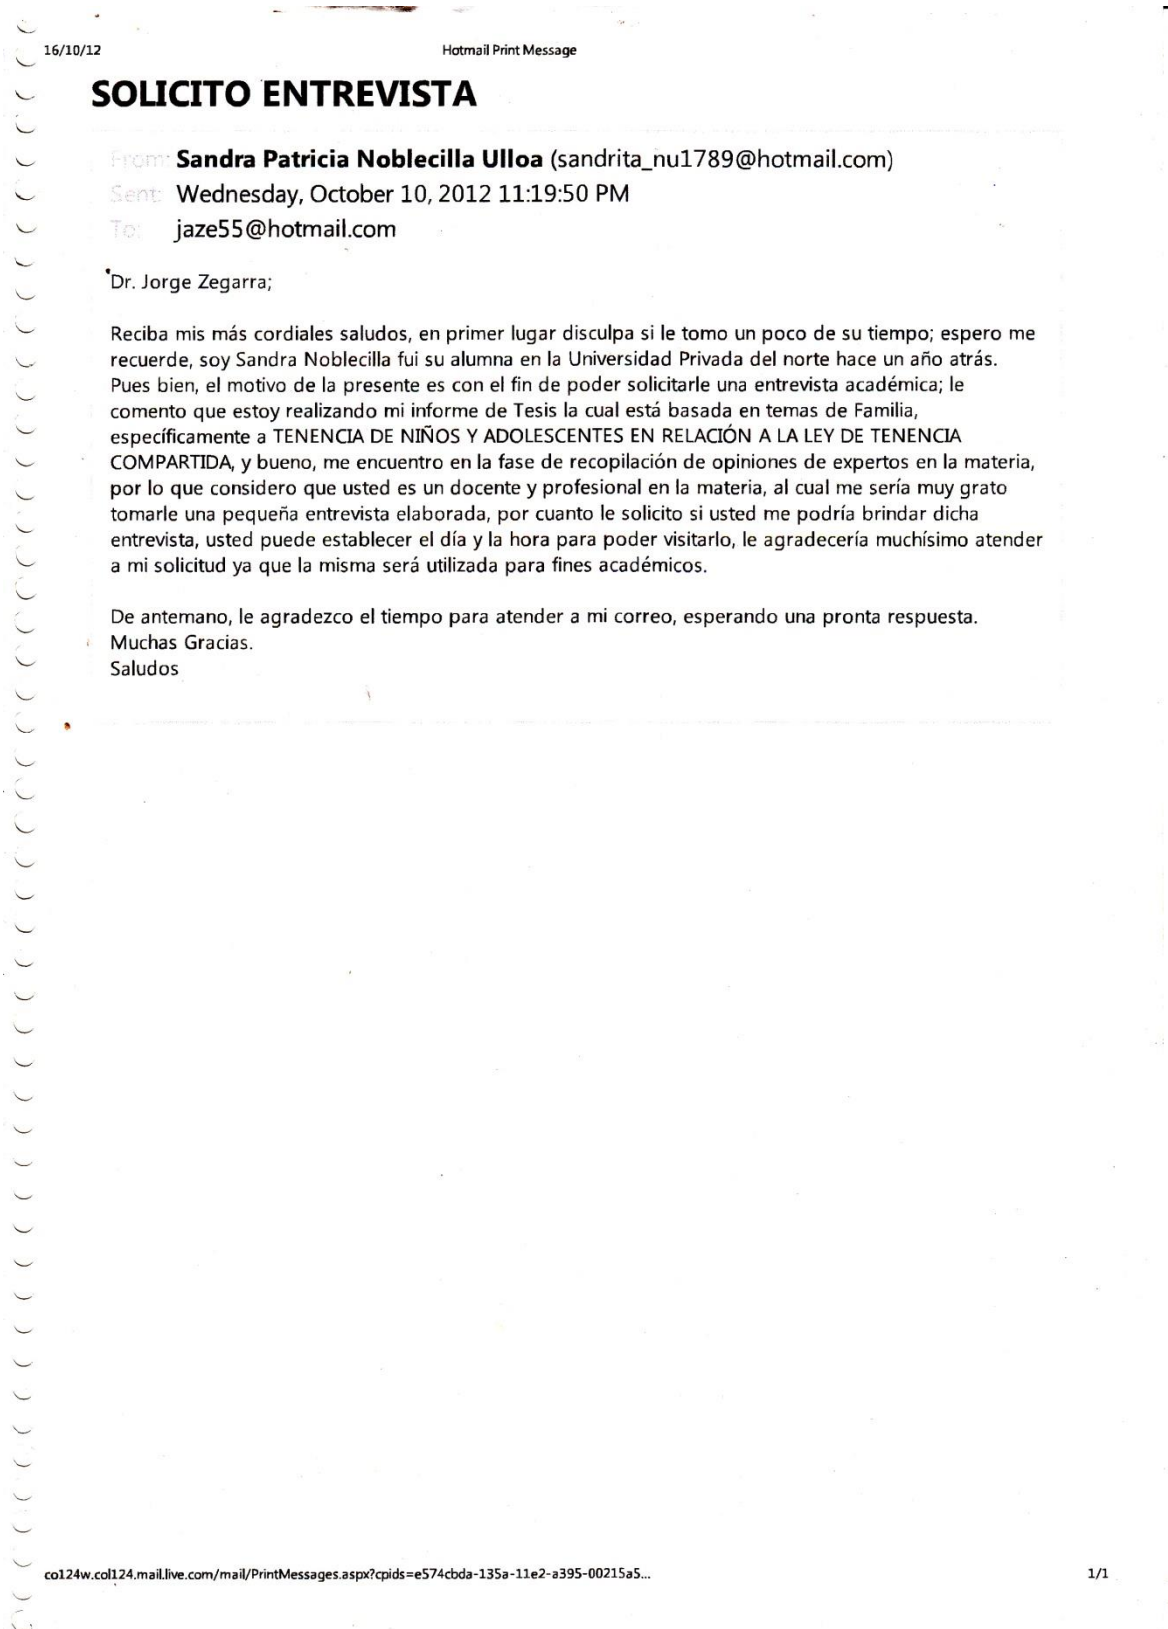 16/10/12 Hotmail Print Message
SOLICITO ENTREVISTA
From: Sandra Patricia Noblecilla Ulloa (sandrita_nu1789@hotmail.com)
Sent: Wednesday, October 10, 2012 11:19:50 PM
To: jaze55@hotmail.com
Dr. Jorge Zegarra;
Reciba mis más cordiales saludos, en primer lugar disculpa si le tomo un poco de su tiempo; espero me
recuerde, soy Sandra Noblecilla fui su alumna en la Universidad Privada del norte hace un año atrás.
Pues bien, el motivo de la presente es con el fin de poder solicitarle una entrevista académica; le
comento que estoy realizando mi informe de Tesis la cual está basada en temas de Familia,
específicamente a TENENCIA DE NIÑOS Y ADOLESCENTES EN RELACIÓN A LA LEY DE TENENCIA
COMPARTIDA, y bueno, me encuentro en la fase de recopilación de opiniones de expertos en la materia,
por lo que considero que usted es un docente y profesional en la materia, al cual me sería muy grato
tomarle una pequeña entrevista elaborada, por cuanto le solicito si usted me podría brindar dicha
entrevista, usted puede establecer el día y la hora para poder visitarlo, le agradecería muchísimo atender
a mi solicitud ya que la misma será utilizada para fines académicos.
De antemano, le agradezco el tiempo para atender a mi correo, esperando una pronta respuesta.
Muchas Gracias.
Saludos
co124w.col124.mail.live.com/mail/PrintMessages.aspx?cpids=e574cbda-135a-11e2-a395-00215a5... 1/1